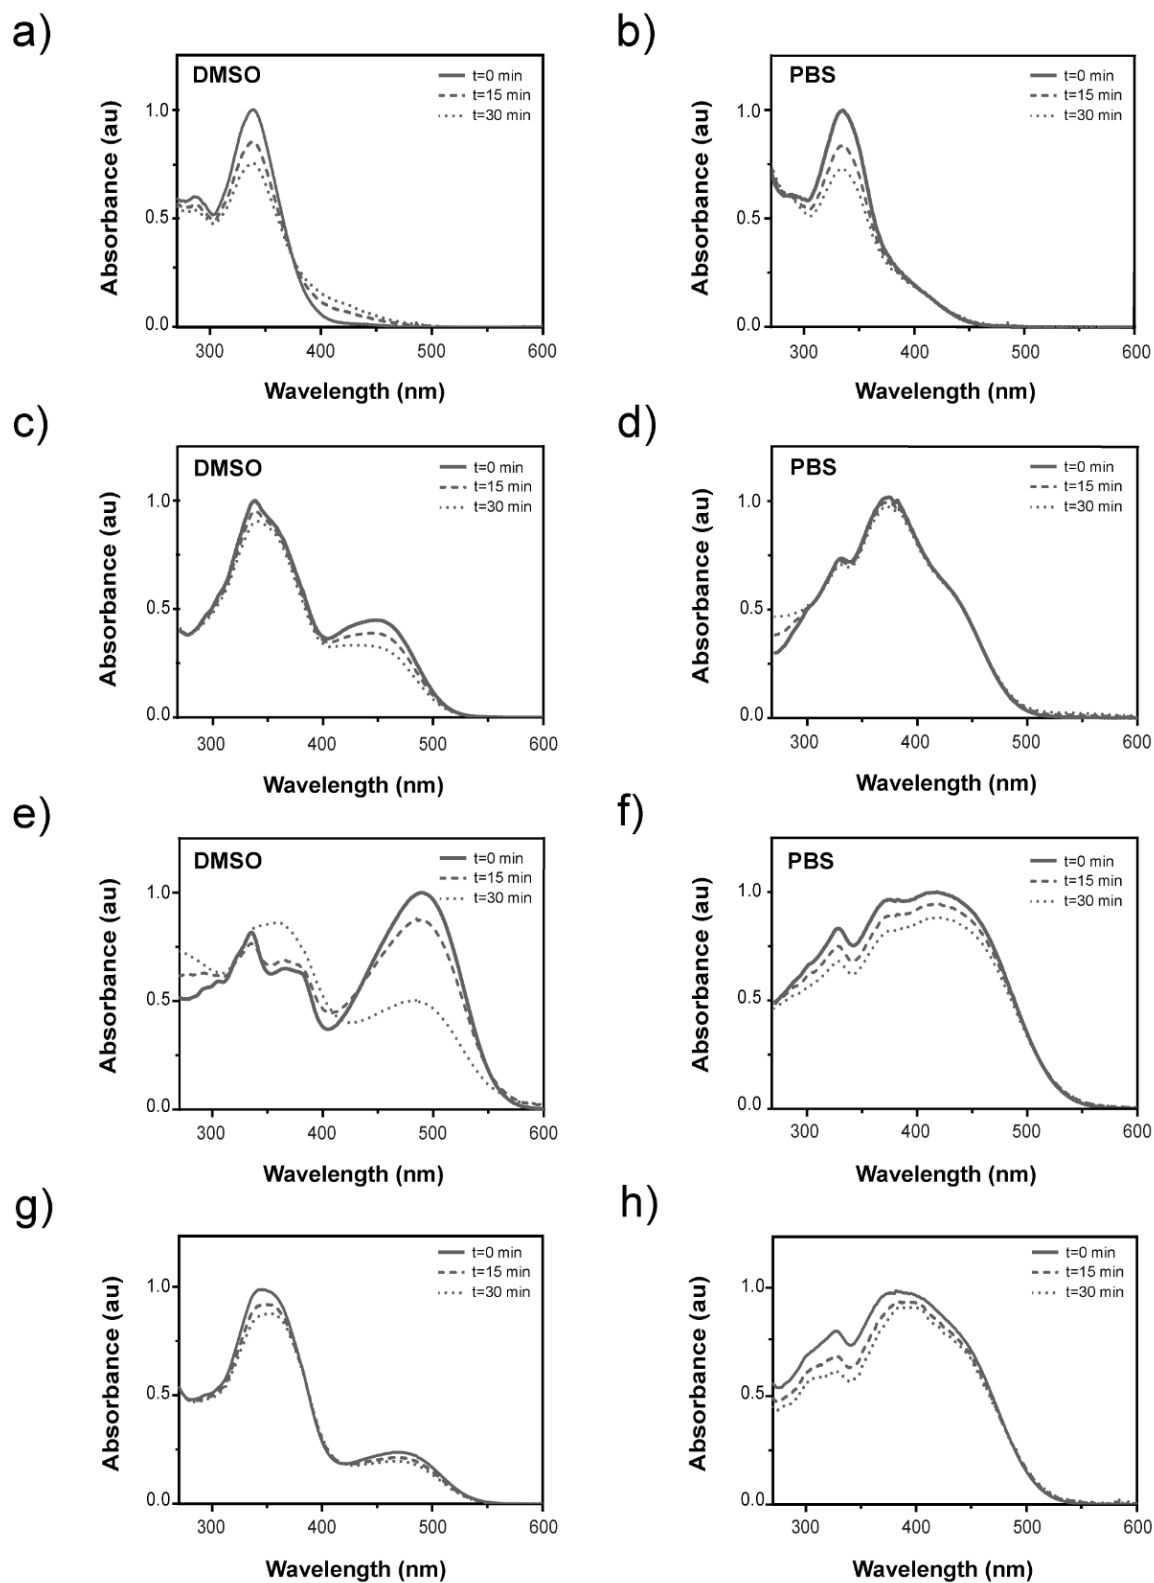 a)
DMSO
t=0 min
t=15 min
t=30 min
1.0
0.5
0.0
Absorbance (au)
300 400 500 600
Wavelength (nm)
b)
PBS
t=0 min
t=15 min
t=30 min
1.0
0.5
0.0
Absorbance (au)
300 400 500 600
Wavelength (nm)
c)
DMSO
t=0 min
t=15 min
t=30 min
1.0
0.5
0.0
Absorbance (au)
300 400 500 600
Wavelength (nm)
d)
PBS
t=0 min
t=15 min
t=30 min
1.0
0.5
0.0
Absorbance (au)
300 400 500 600
Wavelength (nm)
e)
DMSO
t=0 min
t=15 min
t=30 min
1.0
0.5
0.0
Absorbance (au)
300 400 500 600
Wavelength (nm)
f)
PBS
t=0 min
t=15 min
t=30 min
1.0
0.5
0.0
Absorbance (au)
300 400 500 600
Wavelength (nm)
g)
t=0 min
t=15 min
t=30 min
1.0
0.5
0.0
Absorbance (au)
300 400 500 600
Wavelength (nm)
h)
t=0 min
t=15 min
t=30 min
1.0
0.5
0.0
Absorbance (au)
300 400 500 600
Wavelength (nm)